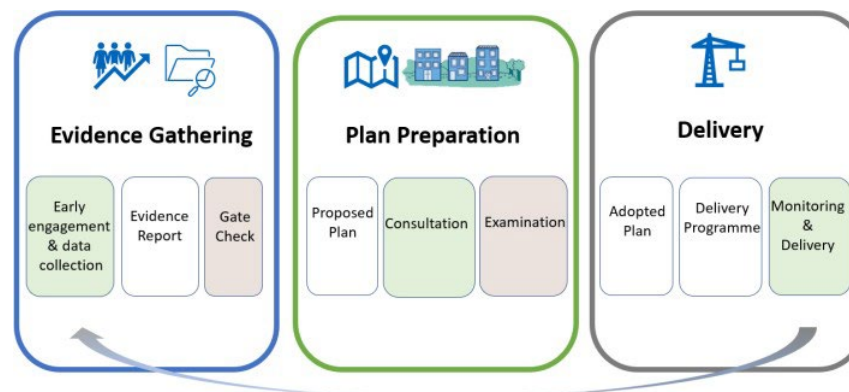 Evidence Gathering
Early
engagement
& data
collection
Evidence
Report
Gate
Check
Plan Preparation
Proposed
Plan
Consultation
Examination
Delivery
Adopted
Plan
Delivery
Programme
Monitoring
&
Delivery